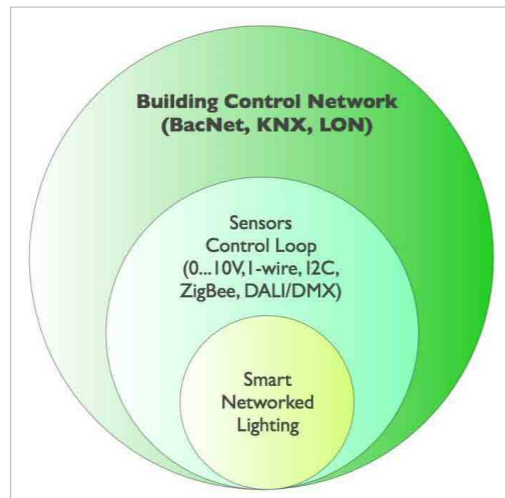 Building Control Network
(BacNet, KNX, LON)
Sensors
Control Loop
(0...10V,1-wire, I2C,
ZigBee, DALI/DMX)
Smart
Networked
Lighting